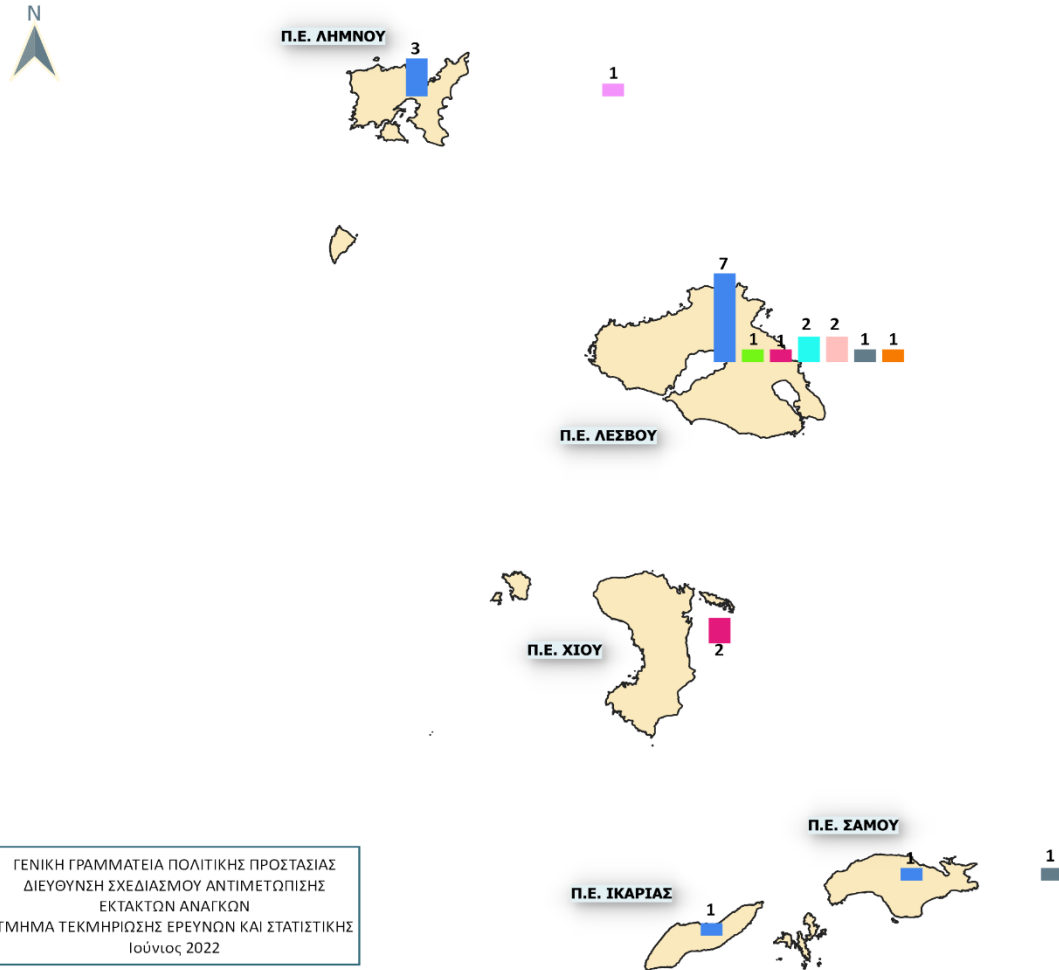 N
Π.Ε. ΛΗΜΝΟΥ
3
1
7
1
1
2
2
1
1
Π.Ε. ΛΕΣΒΟΥ
Π.Ε. ΧΙΟΥ
2
Π.Ε. ΣΑΜΟΥ
1
1
Π.Ε. ΙΚΑΡΙΑΣ
1
ΓΕΝΙΚΗ ΓΡΑΜΜΑΤΕΙΑ ΠΟΛΙΤΙΚΗΣ ΠΡΟΣΤΑΣΙΑΣ
ΔΙΕΥΘΥΝΣΗ ΣΧΕΔΙΑΣΜΟΥ ΑΝΤΙΜΕΤΩΠΙΣΗΣ
ΕΚΤΑΚΤΩΝ ΑΝΑΓΚΩΝ
ΤΜΗΜΑ ΤΕΚΜΗΡΙΩΣΗΣ ΕΡΕΥΝΩΝ ΚΑΙ ΣΤΑΤΙΣΤΙΚΗΣ
Ιούνιος 2022